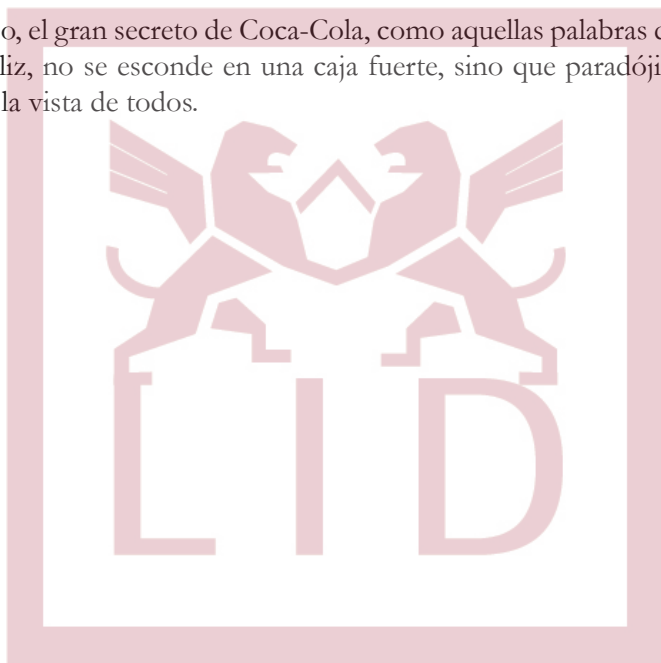 o, el gran secreto de Coca-Cola, como aquellas palabras
liz, no se esconde en una caja fuerte, sino que
la vista de todos.
LID